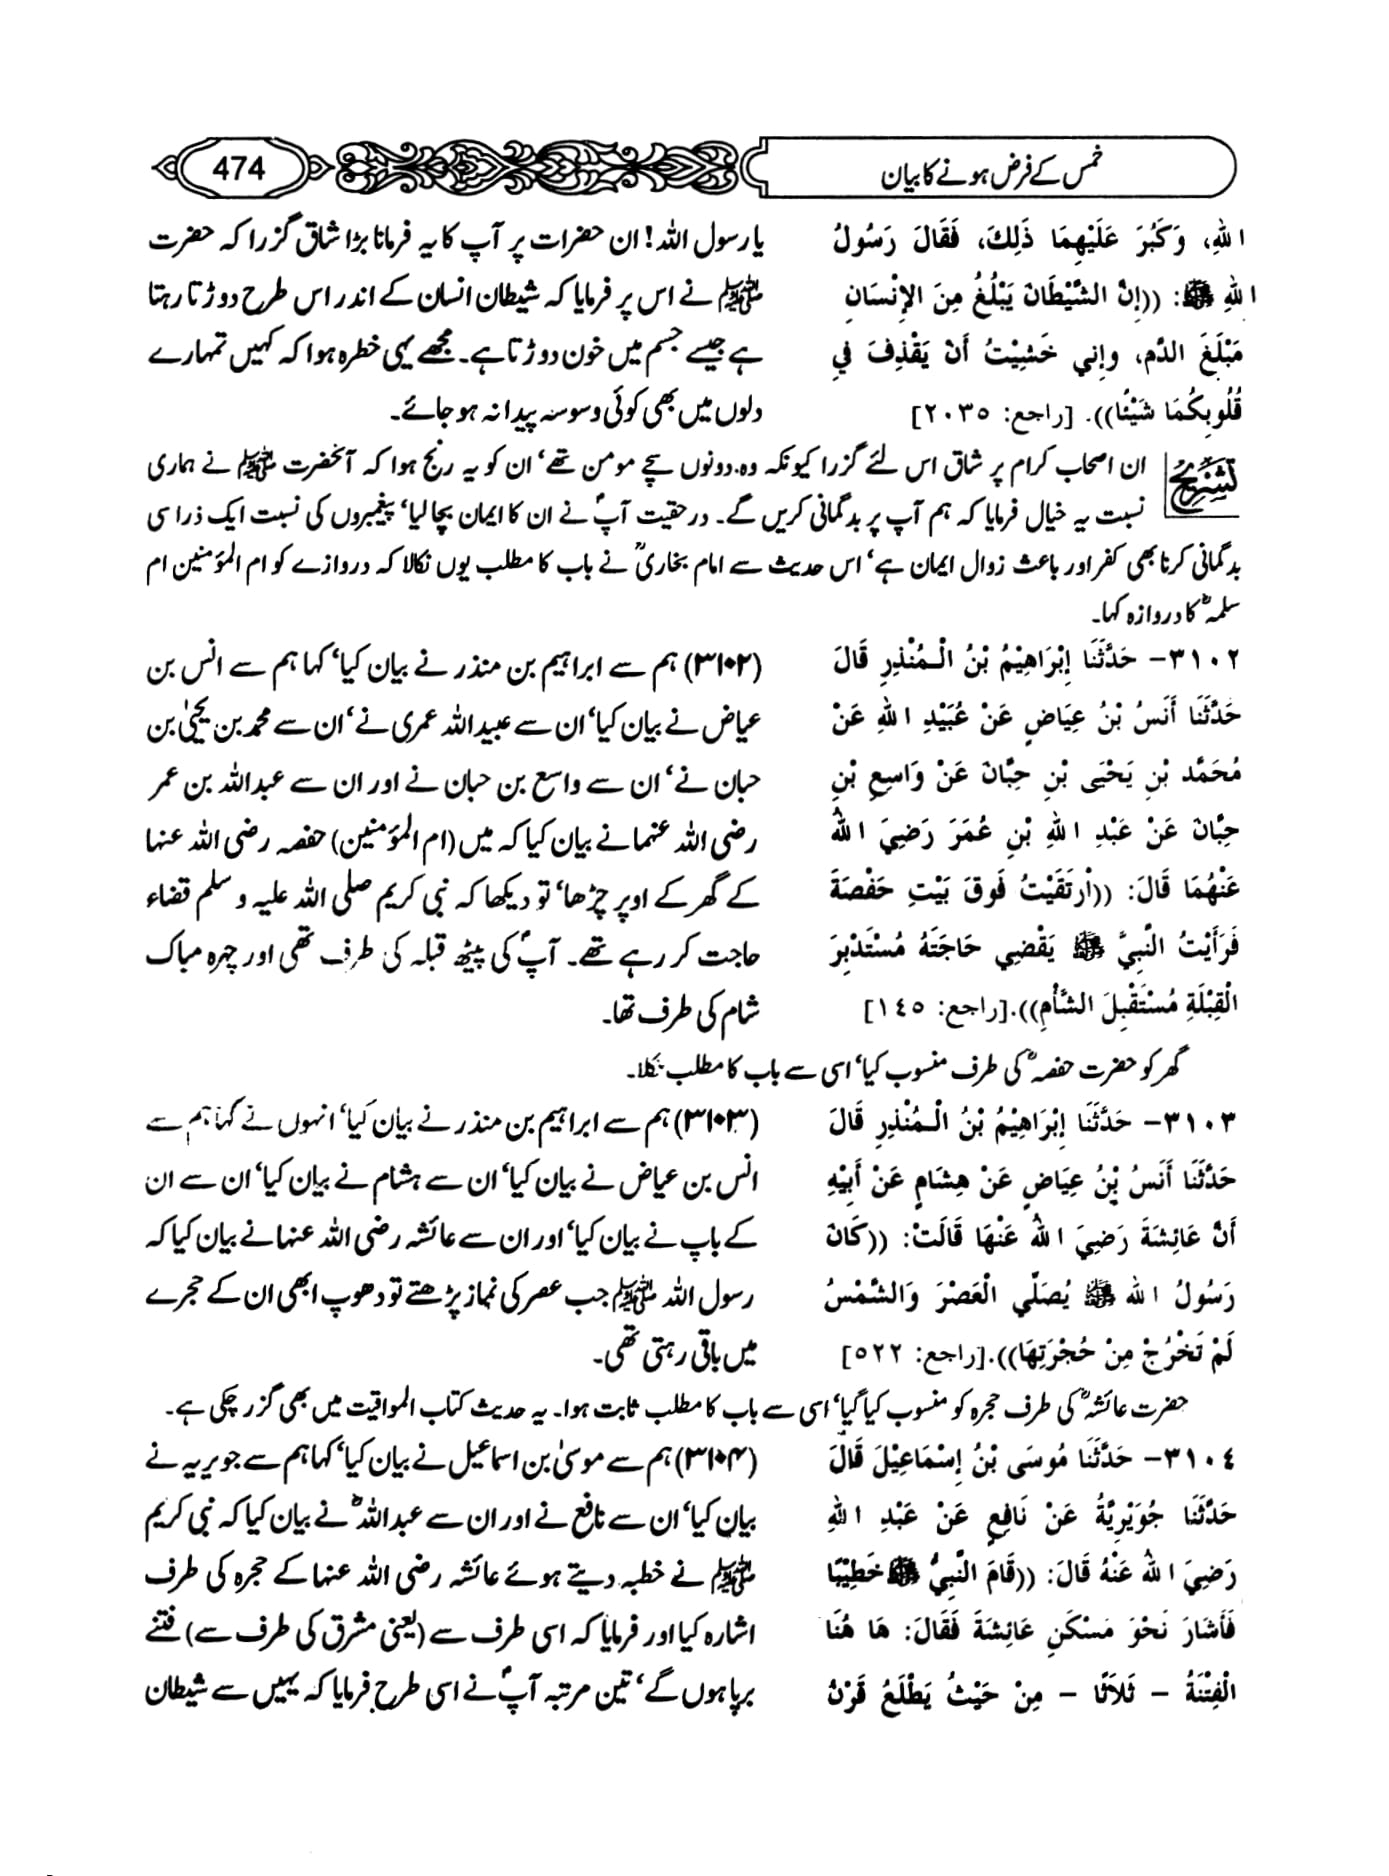 خمس کے فرض ہونے کا بیان
474
اللهِ، وَكَبُرَ عَلَيْهِمَا ذَلِكَ، فَقَالَ رَسُولُ
اللهِ ﷺ: ((إِنَّ الشَّيْطَانَ يَبْلُغُ مِنَ الإِنْسَانِ
مَبْلَغَ الدَّمِ، وإِني خَشِيْتُ أَنْ يَقْذِفَ فِي
قُلُوبِكُمَا شَيْئًا)). [راجع: ٢٠٣٥]
یا رسول اللہ! ان حضرات پر آپ کا یہ فرمانا بڑا شاق گزرا کہ حضرت
ﷺ نے اس پر فرمایا کہ شیطان انسان کے اندر اس طرح دوڑتا رہتا
ہے جیسے جسم میں خون دوڑتا ہے۔ مجھے یہی خطرہ ہوا کہ کہیں تمہارے
دلوں میں بھی کوئی وسوسہ پیدا نہ ہو جائے۔
تشریح ان اصحاب کرام پر شاق اس لئے گزرا کیونکہ وہ دونوں سچے مومن تھے‘ ان کو یہ رنج ہوا کہ آنحضرت ﷺ نے ہماری
نسبت یہ خیال فرمایا کہ ہم آپ پر بدگمانی کریں گے۔ در حقیقت آپؐ نے ان کا ایمان بچا لیا‘ پیغمبروں کی نسبت ایک ذرا سی
بدگمانی کرنا بھی کفر اور باعث زوال ایمان ہے‘ اس حدیث سے امام بخاریؒ نے باب کا مطلب یوں نکالا کہ دروازے کو ام المؤمنین ام
سلمہؓ کا دروازہ کہا۔
٣١٠٢- حَدَّثَنَا إِبْرَاهِيْمُ بْنُ الْـمُنْذِرِ قَالَ
حَدَّثَنَا أَنَسُ بْنُ عِيَاضٍ عَنْ عُبَيْدِ اللهِ عَنْ
مُحَمَّد بْنِ يَحْيَى بْنِ حِبَّانَ عَنْ وَاسِعِ بْنِ
حِبَّانَ عَنْ عَبْدِ اللهِ بْنِ عُمَرَ رَضِيَ اللهُ
عَنْهُمَا قَالَ: ((ارْتَقَيْتُ فَوقَ بَيْتِ حَفْصَةَ
فَرَأَيْتُ النَّبِيَّ ﷺ يَقْضِي حَاجَتَهُ مُسْتَدْبِرَ
الْقِبْلَةِ مُسْتَقْبِلَ الشَّأْمِ)).[راجع: ١٤٥]
(۳۱۰۲) ہم سے ابراہیم بن منذر نے بیان کیا‘ کہا ہم سے انس بن
عیاض نے بیان کیا‘ ان سے عبید اللہ عمری نے‘ ان سے محمد بن یحییٰ بن
حبان نے‘ ان سے واسع بن حبان نے اور ان سے عبداللہ بن عمر
رضی اللہ عنہما نے بیان کیا کہ میں (ام المؤمنین) حفصہ رضی اللہ عنہا
کے گھر کے اوپر چڑھا‘ تو دیکھا کہ نبی کریم صلی اللہ علیہ و سلم قضاء
حاجت کر رہے تھے۔ آپؐ کی پیٹھ قبلہ کی طرف تھی اور چہرہ مباک
شام کی طرف تھا۔
گھر کو حضرت حفصہؓ کی طرف منسوب کیا‘ اسی سے باب کا مطلب نکلا۔
٣١٠٣- حَدَّثَنَا إِبْرَاهِيْمُ بْنُ الْـمُنْذِرِ قَالَ
حَدَّثَنَا أَنَسُ بْنُ عِيَاضٍ عَنْ هِشَامٍ عَنْ أَبِيْهِ
أَنَّ عَائِشَةَ رَضِيَ اللهُ عَنْهَا قَالَتْ: ((كَانَ
رَسُولُ اللهِ ﷺ يُصَلِّي الْعَصْرَ وَالشَّمْسُ
لَمْ تَخْرُجْ مِنْ حُجْرَتِهَا)).[راجع: ٥٢٢]
(۳۱۰۳) ہم سے ابراہیم بن منذر نے بیان کیا‘ انہوں نے کہا ہم سے
انس بن عیاض نے بیان کیا‘ ان سے ہشام نے بیان کیا‘ ان سے ان
کے باپ نے بیان کیا‘ اور ان سے عائشہ رضی اللہ عنہا نے بیان کیا کہ
رسول اللہ ﷺ جب عصر کی نماز پڑھتے تو دھوپ ابھی ان کے حجرے
میں باقی رہتی تھی۔
حضرت عائشہؓ کی طرف حجرہ کو منسوب کیا گیا‘ اسی سے باب کا مطلب ثابت ہوا۔ یہ حدیث کتاب المواقیت میں بھی گزر چکی ہے۔
٣١٠٤- حَدَّثَنَا مُوسَى بْنُ إِسْمَاعِيْلَ قَالَ
حَدَّثَنَا جُوَيْرِيَّةُ عَنْ نَافِعٍ عَنْ عَبْدِ اللهِ
رَضِيَ اللهُ عَنْهُ قَالَ: ((قَامَ النَّبِيُّ ﷺ خَطِيْبًا
فَأَشَارَ نَحْوَ مَسْكَنِ عَائِشَةَ فَقَالَ: هَا هُنَا
الْفِتْنَةُ – ثَلاَثًا – مِنْ حَيْثُ يَطْلُعُ قَرْنُ
(۳۱۰۴) ہم سے موسیٰ بن اسماعیل نے بیان کیا‘ کہا ہم سے جویریہ نے
بیان کیا‘ ان سے نافع نے اور ان سے عبداللہؓ نے بیان کیا کہ نبی کریم
ﷺ نے خطبہ دیتے ہوئے عائشہ رضی اللہ عنہا کے حجرہ کی طرف
اشارہ کیا اور فرمایا کہ اسی طرف سے (یعنی مشرق کی طرف سے) فتنے
برپا ہوں گے‘ تین مرتبہ آپؐ نے اسی طرح فرمایا کہ یہیں سے شیطان